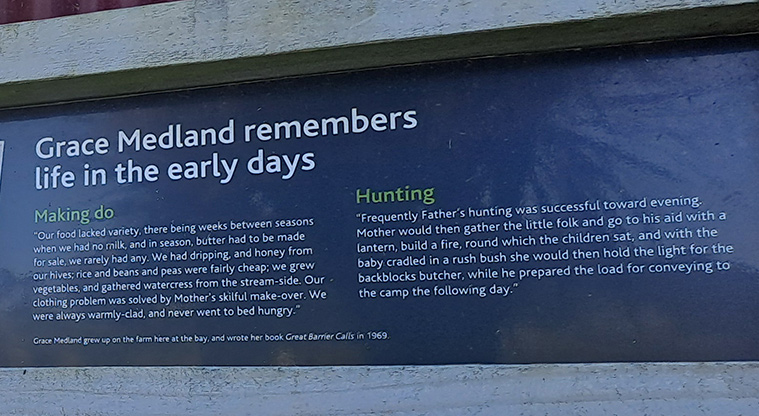 Grace Medland remembers
life in the early days
Making do
"Our food lacked variety, there being weeks between seasons
when we had no milk, and in season, butter had to be made
for sale, we rarely had any. We had dripping, and honey from
our hives; rice and beans and peas were fairly cheap; we grew
vegetables, and gathered watercress from the stream-side. Our
clothing problem was solved by Mother's skilful make-over. We
were always warmly-clad, and never went to bed hungry."
Hunting
"Frequently Father's hunting was successful toward evening.
Mother would then gather the little folk and go to his aid with a
lantern, build a fire, round which the children sat, and with the
baby cradled in a rush bush she would then hold the light for the
backblocks butcher, while he prepared the load for conveying to
the camp the following day."
Grace Medland grew up on the farm here at the bay, and wrote her book Great Barrier Calls in 1969.